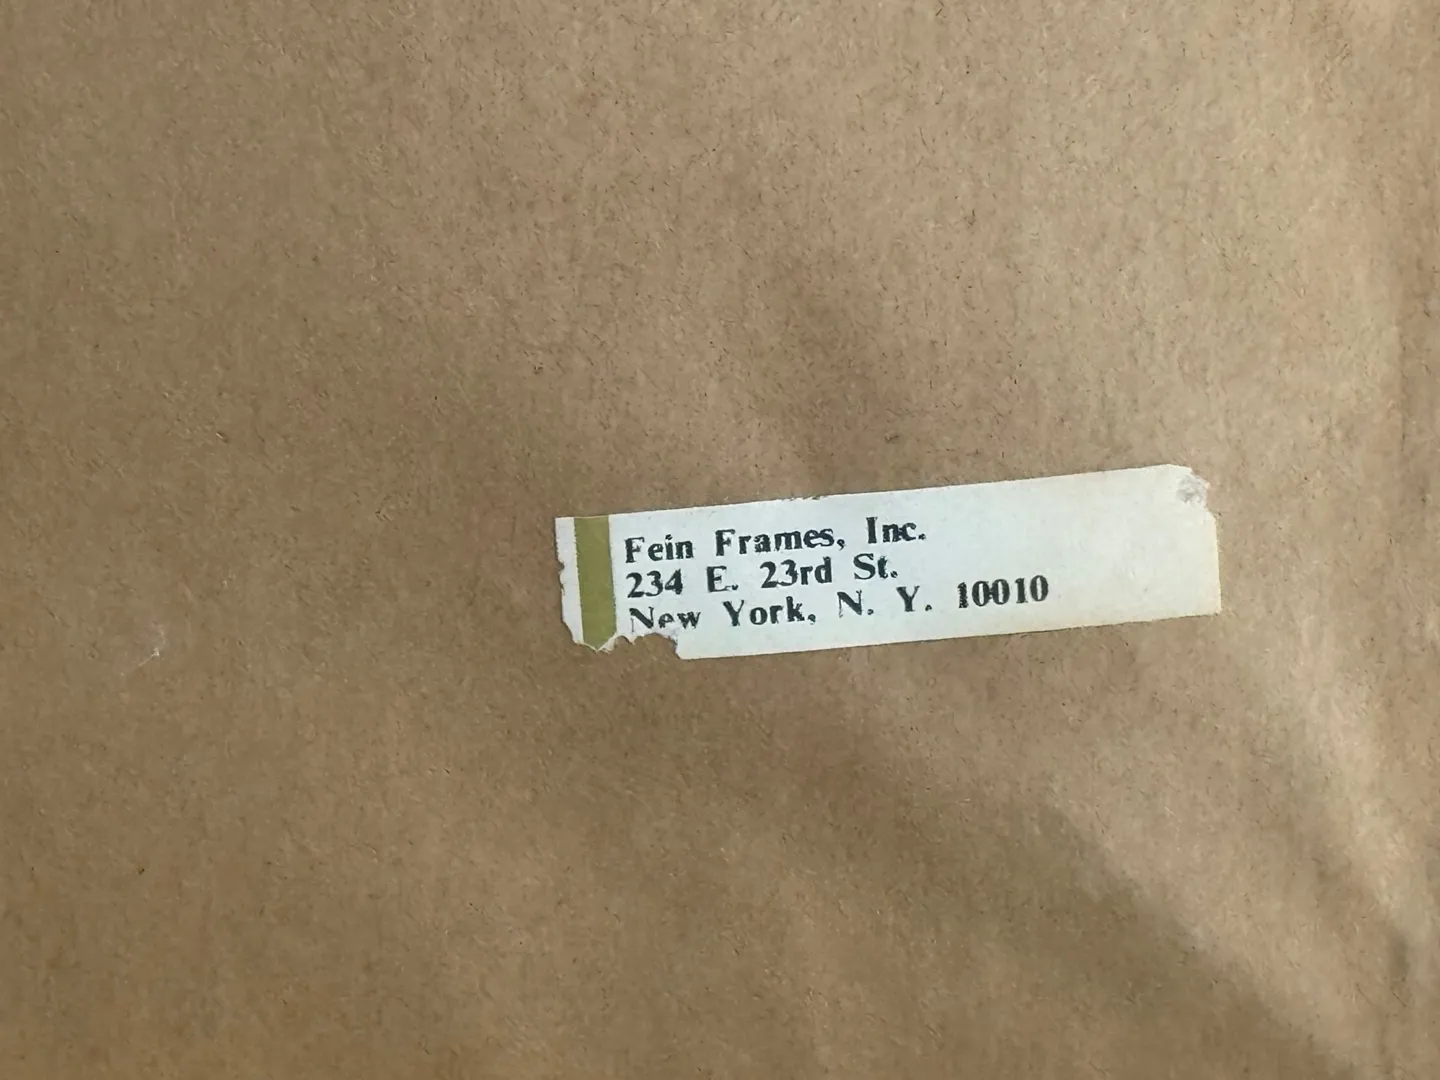 Fein Frames, Inc.
234 E. 23rd St.
New York, N. Y. 10010